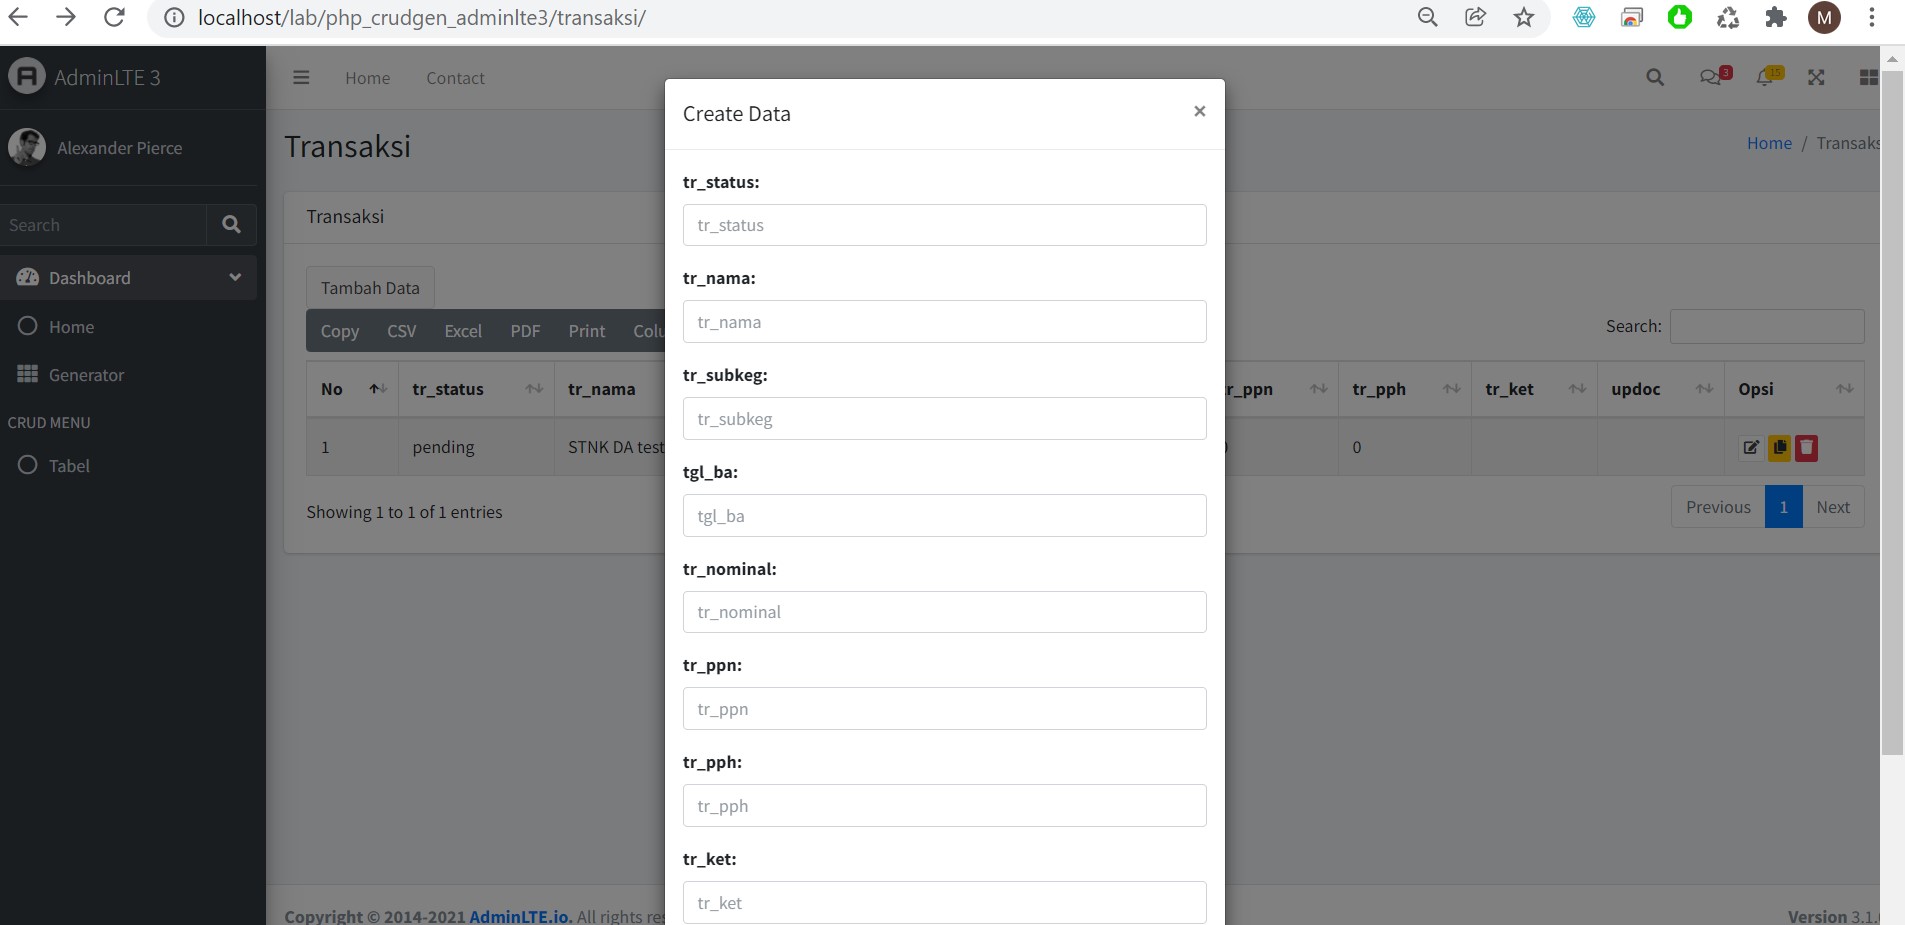 localhost/lab/php_crudgen_adminlte3/transaksi/
M
AdminLTE 3
Home
Contact
3
15
Alexander Pierce
Search
Dashboard
Home
Generator
CRUD MENU
Tabel
Transaksi
Home / Transaks
Transaksi
Tambah Data
Copy CSV Excel PDF Print Colu
Search:
No tr_status tr_nama r_ppn tr_pph tr_ket updoc Opsi
1 pending STNK DA test 0
Showing 1 to 1 of 1 entries
Previous 1 Next
Create Data
×
tr_status:
tr_status
tr_nama:
tr_nama
tr_subkeg:
tr_subkeg
tgl_ba:
tgl_ba
tr_nominal:
tr_nominal
tr_ppn:
tr_ppn
tr_pph:
tr_pph
tr_ket:
tr_ket
Copyright © 2014-2021 AdminLTE.io. All rights res
Version 3.1.